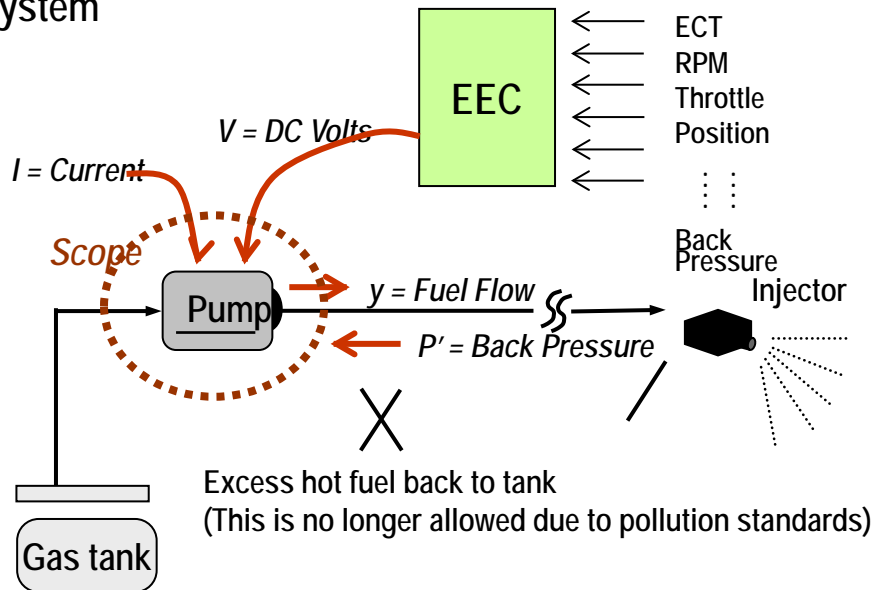 ystem
EEC
ECT
RPM
Throttle
Position
V = DC Volts
I = Current
Scope
Back
Pressure
Injector
Pump
y = Fuel Flow
P' = Back Pressure
Excess hot fuel back to tank
(This is no longer allowed due to pollution standards)
Gas tank